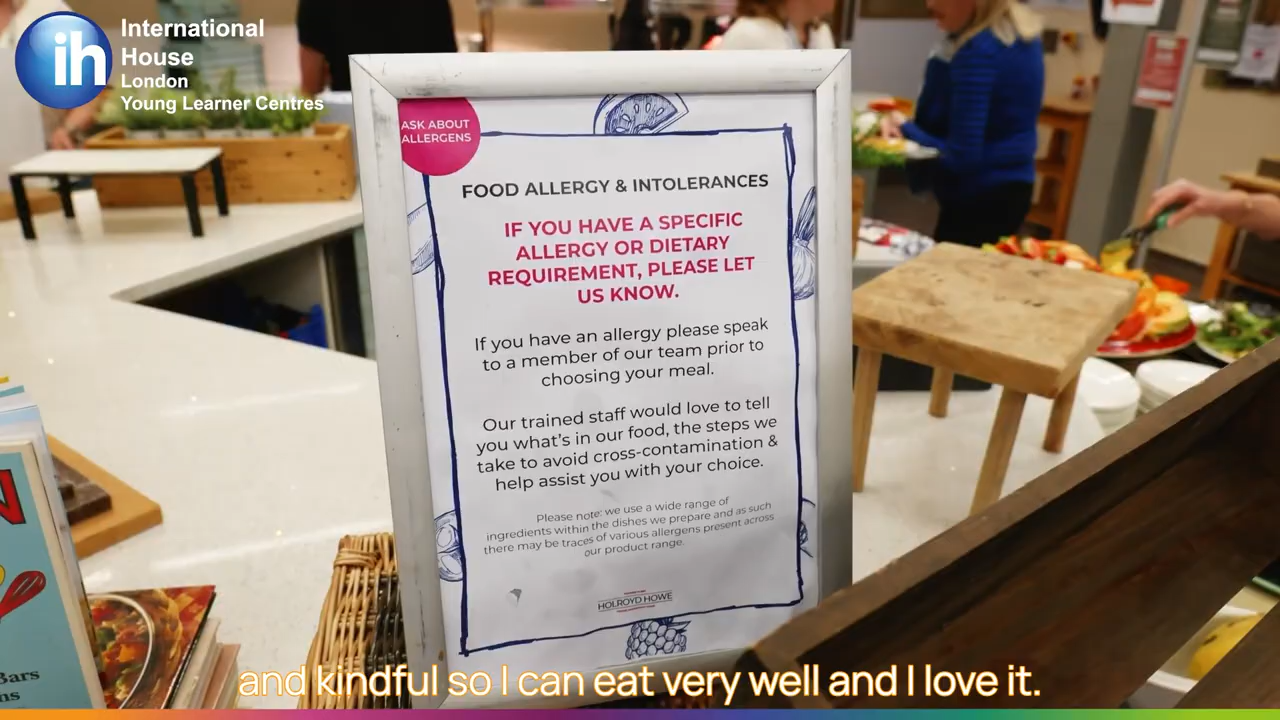 International
House
London
Young Learner Centres
ih
ASK ABOUT
ALLERGENS
FOOD ALLERGY & INTOLERANCES
IF YOU HAVE A SPECIFIC
ALLERGY OR DIETARY
REQUIREMENT, PLEASE LET
US KNOW.
If you have an allergy please speak
to a member of our team prior to
choosing your meal.
Our trained staff would love to tell
you what's in our food, the steps we
take to avoid cross-contamination &
help assist you with your choice.
Please note: we use a wide range of
ingredients within the dishes we prepare and as such
there may be traces of various allergens present across
our product range.
HOLROYD HOWE
Bars
and kindful so I can eat very well and I love it.